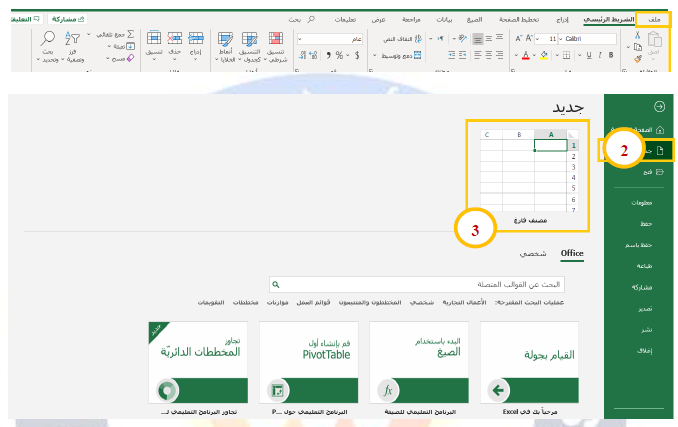 ملف الشريط الرئيسي إدراج تخطيط الصفحة الصيغ بيانات مراجعة عرض تعليمات بحث مشاركة
Calibri 11 A^ A˅ التفاف النص عام
B I U دمج وتوسيط $ % و
تنسيق شرطي التنسيق كجدول أنماط الخلايا
إدراج حذف تنسيق
جمع تلقائي
تعبئة
مسح
فرز وتصفية بحث وتحديد
جديد
الصفحة
2
فتح
معلومات
حفظ
حفظ باسم
طباعة
مشاركة
تصدير
نشر
إغلاق
A B C
1
2
3
4
5
6
7
مصنف فارغ
3
Office شخصي
البحث عن القوالب المتصلة
عمليات البحث المقترحة: الأعمال التجارية شخصي المخططون والمتتبعون قوائم العمل موازنات مخططات التقويمات
القيام بجولة
مرحباً بك في Excel
البدء باستخدام
الصيغ
fx
البرنامج التعليمي للصيغة
قم بإنشاء أول
PivotTable
البرنامج التعليمي حول P...
جديد
تجاوز
المخططات الدائريّة
تجاوز البرنامج التعليمي لـ...